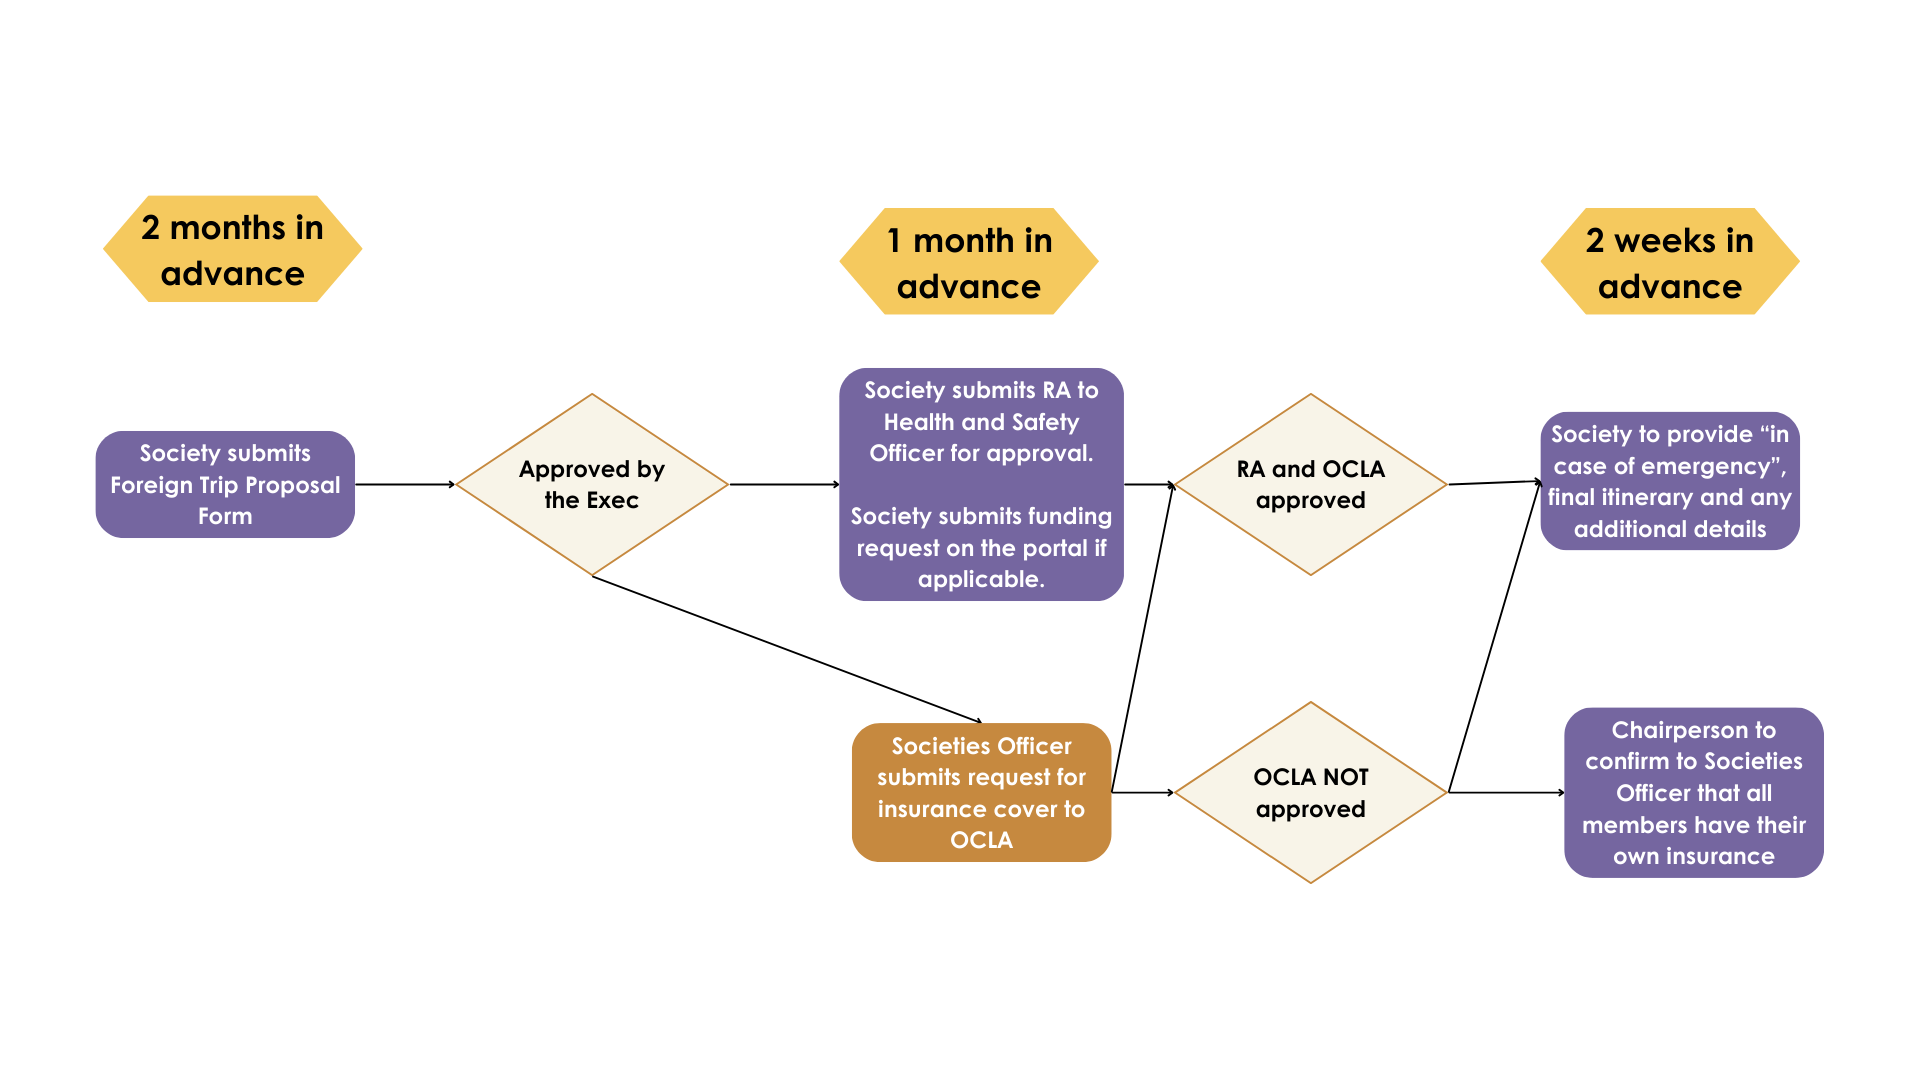 2 months in
advance
1 month in
advance
2 weeks in
advance
Society submits
Foreign Trip Proposal
Form
Approved by
the Exec
Society submits RA to
Health and Safety
Officer for approval.
Society submits funding
request on the portal if
applicable.
RA and OCLA
approved
Society to provide “in
case of emergency”,
final itinerary and any
additional details
Societies Officer
submits request for
insurance cover to
OCLA
OCLA NOT
approved
Chairperson to
confirm to Societies
Officer that all
members have their
own insurance